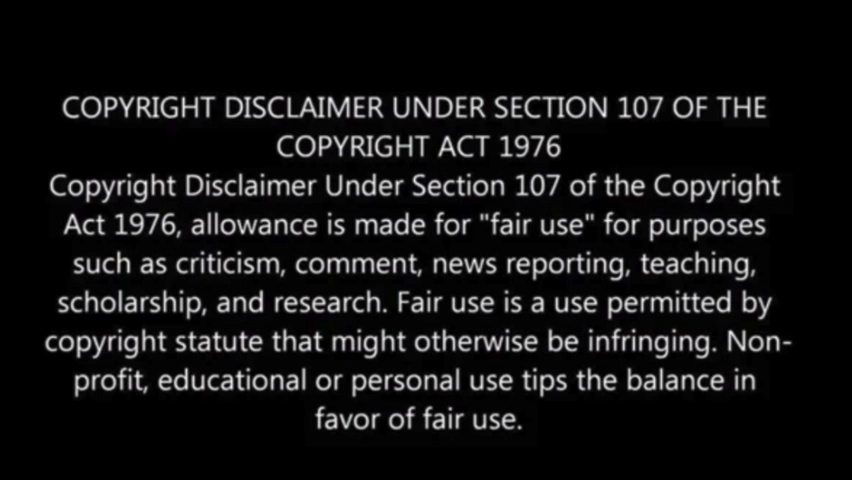 COPYRIGHT DISCLAIMER UNDER SECTION 107 OF THE
COPYRIGHT ACT 1976
Copyright Disclaimer Under Section 107 of the Copyright
Act 1976, allowance is made for "fair use" for purposes
such as criticism, comment, news reporting, teaching,
scholarship, and research. Fair use is a use permitted by
copyright statute that might otherwise be infringing. Non-
profit, educational or personal use tips the balance in
favor of fair use.